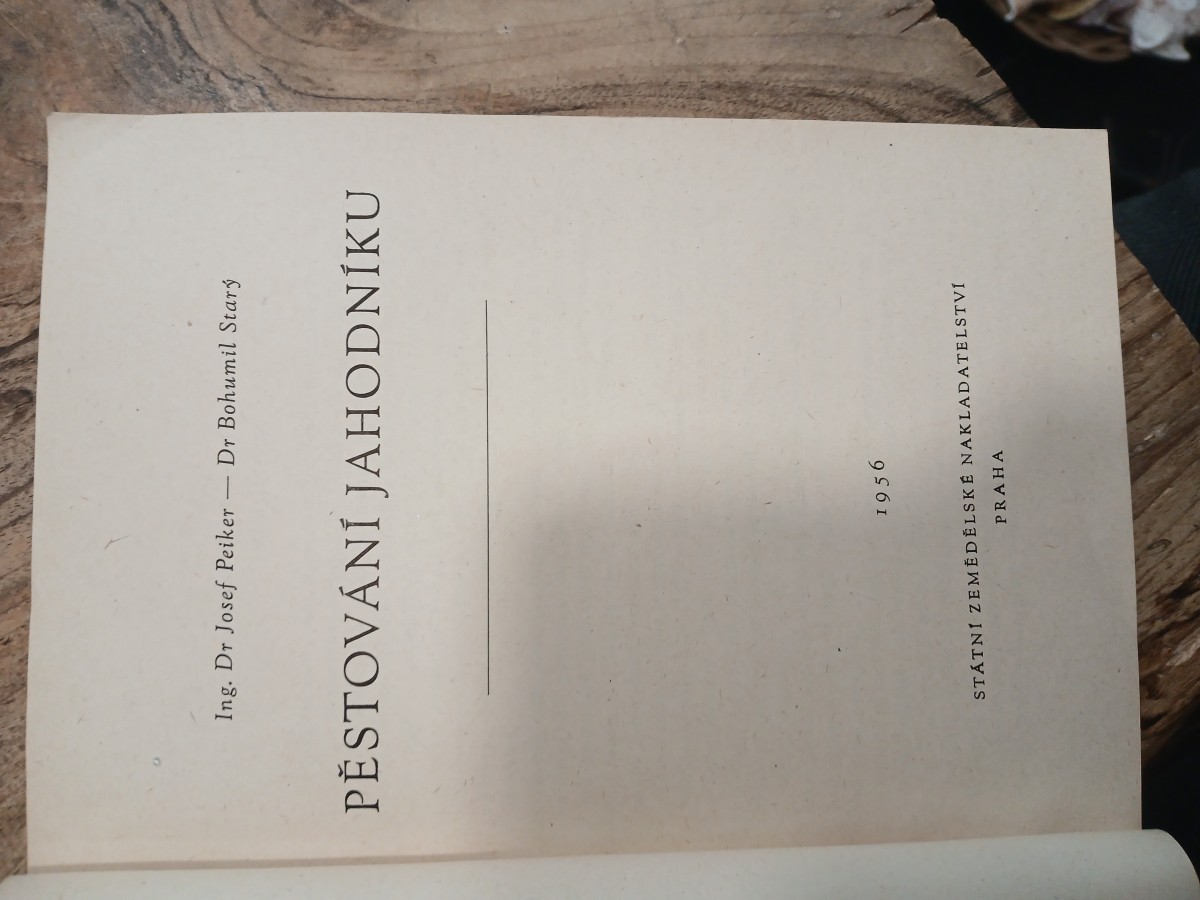 Ing. Dr Josef Peiker — Dr Bohumil Starý
PĚSTOVÁNÍ JAHODNÍKU
1956
STÁTNÍ ZEMĚDĚLSKÉ NAKLADATELSTVÍ
PRAHA